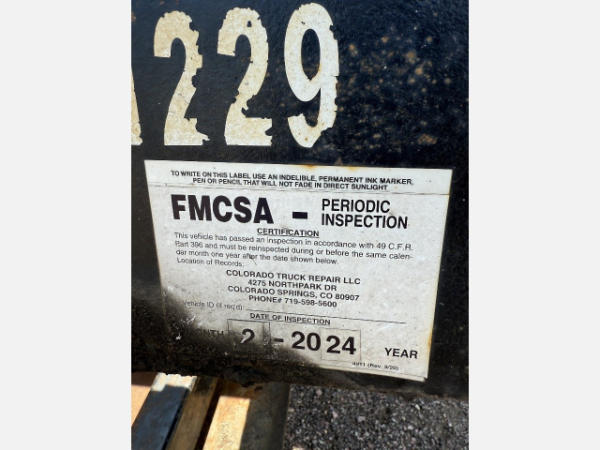 229
TO WRITE ON THIS LABEL USE AN INDELIBLE, PERMANENT INK MARKER,
PEN OR PENCIL, THAT WILL NOT FADE IN DIRECT SUNLIGHT
FMCSA - PERIODIC
INSPECTION
CERTIFICATION
This vehicle has passed an inspection in accordance with 49 C.F.R.
Part 396 and must be reinspected during or before the same calen-
dar month one year after the date shown below.
Location of Records:
COLORADO TRUCK REPAIR LLC
4275 NORTHPARK DR
COLORADO SPRINGS, CO 80907
PHONE# 719-598-5600
Vehicle ID (if req'd)
DATE OF INSPECTION
2 - 2024 YEAR